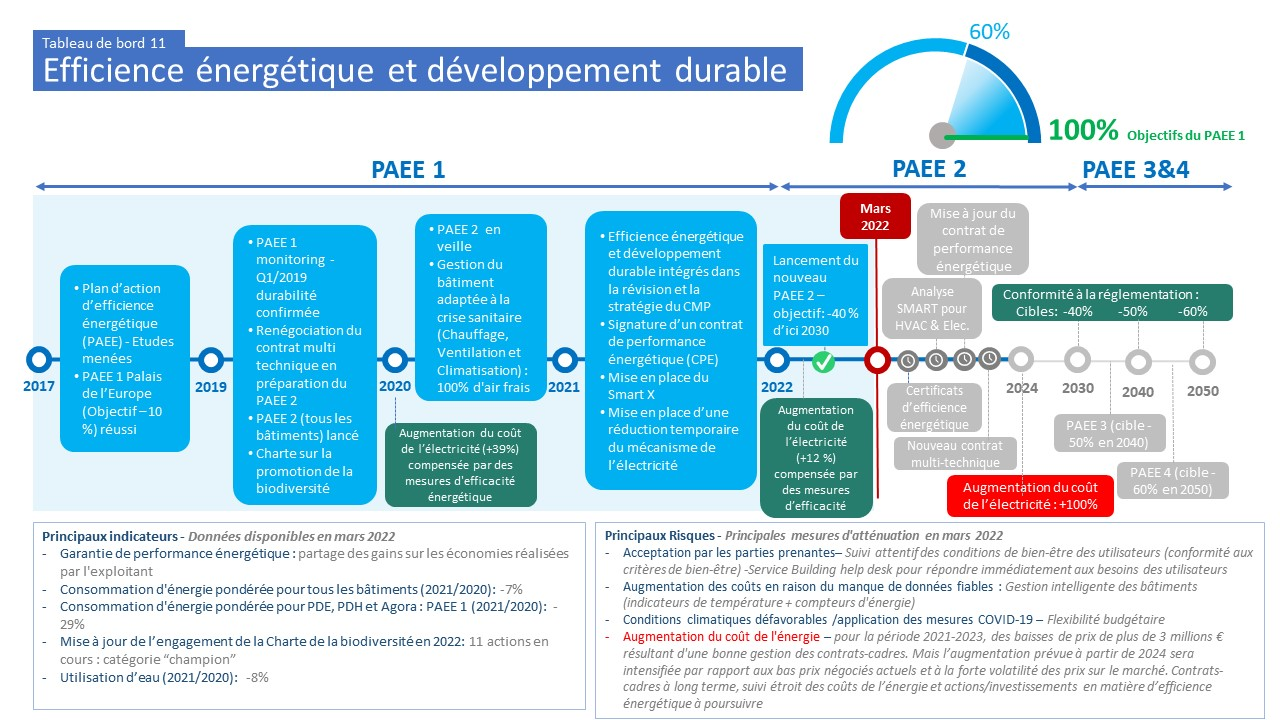 Tableau de bord 11
Efficience énergétique et développement durable
60%
100% Objectifs du PAEE 1
PAEE 1
PAEE 2
PAEE 3&4
• Plan d'action
d'efficience
énergétique
(PAEE) - Etudes
menées
• PAEE 1 Palais
de l'Europe
(Objectif –10
%) réussi
• PAEE 1
monitoring -
Q1/2019
durabilité
confirmée
• Renégociation du
contrat multi
technique en
préparation du
PAEE 2
• PAEE 2 (tous les
bâtiments) lancé
• Charte sur la
promotion de la
biodiversité
• PAEE 2 en
veille
• Gestion du
bâtiment
adaptée à la
crise sanitaire
(Chauffage,
Ventilation et
Climatisation) :
100% d'air frais
• Efficience énergétique
et développement
durable intégrés dans
la révision et la
stratégie du CMP
• Signature d'un contrat
de performance
énergétique (CPE)
• Mise en place du
Smart X
• Mise en place d'une
réduction temporaire
du mécanisme de
l'électricité
Lancement du
nouveau
PAEE 2 –
objectif: -40 %
d'ici 2030
Mars
2022
Mise à jour du
contrat de
performance
énergétique
Analyse
SMART pour
HVAC & Elec.
Conformité à la réglementation :
Cibles: -40% -50% -60%
2017
2019
2020
2021
2022
2024
2030
2040
2050
Augmentation du coût
de l'électricité (+39%)
compensée par des
mesures d'efficacité
énergétique
Augmentation
du coût de
l'électricité
(+12 %)
compensée par
des mesures
d'efficacité
Certificats
d'efficience
énergétique
Nouveau contrat
multi-technique
Augmentation du coût
de l'électricité : +100%
PAEE 3 (cible -
50% en 2040)
PAEE 4 (cible -
60% en 2050)
Principaux indicateurs - Données disponibles en mars 2022
- Garantie de performance énergétique : partage des gains sur les économies réalisées
par l'exploitant
- Consommation d'énergie pondérée pour tous les bâtiments (2021/2020): -7%
- Consommation d'énergie pondérée pour PDE, PDH et Agora : PAEE 1 (2021/2020): -
29%
- Mise à jour de l'engagement de la Charte de la biodiversité en 2022: 11 actions en
cours : catégorie "champion"
- Utilisation d'eau (2021/2020): -8%
Principaux Risques - Principales mesures d'atténuation en mars 2022
- Acceptation par les parties prenantes– Suivi attentif des conditions de bien-être des utilisateurs (conformité aux
critères de bien-être) -Service Building help desk pour répondre immédiatement aux besoins des utilisateurs
- Augmentation des coûts en raison du manque de données fiables : Gestion intelligente des bâtiments
(indicateurs de température + compteurs d'énergie)
- Conditions climatiques défavorables /application des mesures COVID-19 – Flexibilité budgétaire
- Augmentation du coût de l'énergie – pour la période 2021-2023, des baisses de prix de plus de 3 millions €
résultant d'une bonne gestion des contrats-cadres. Mais l'augmentation prévue à partir de 2024 sera
intensifiée par rapport aux bas prix négociés actuels et à la forte volatilité des prix sur le marché. Contrats-
cadres à long terme, suivi étroit des coûts de l'énergie et actions/investissements en matière d'efficience
énergétique à poursuivre